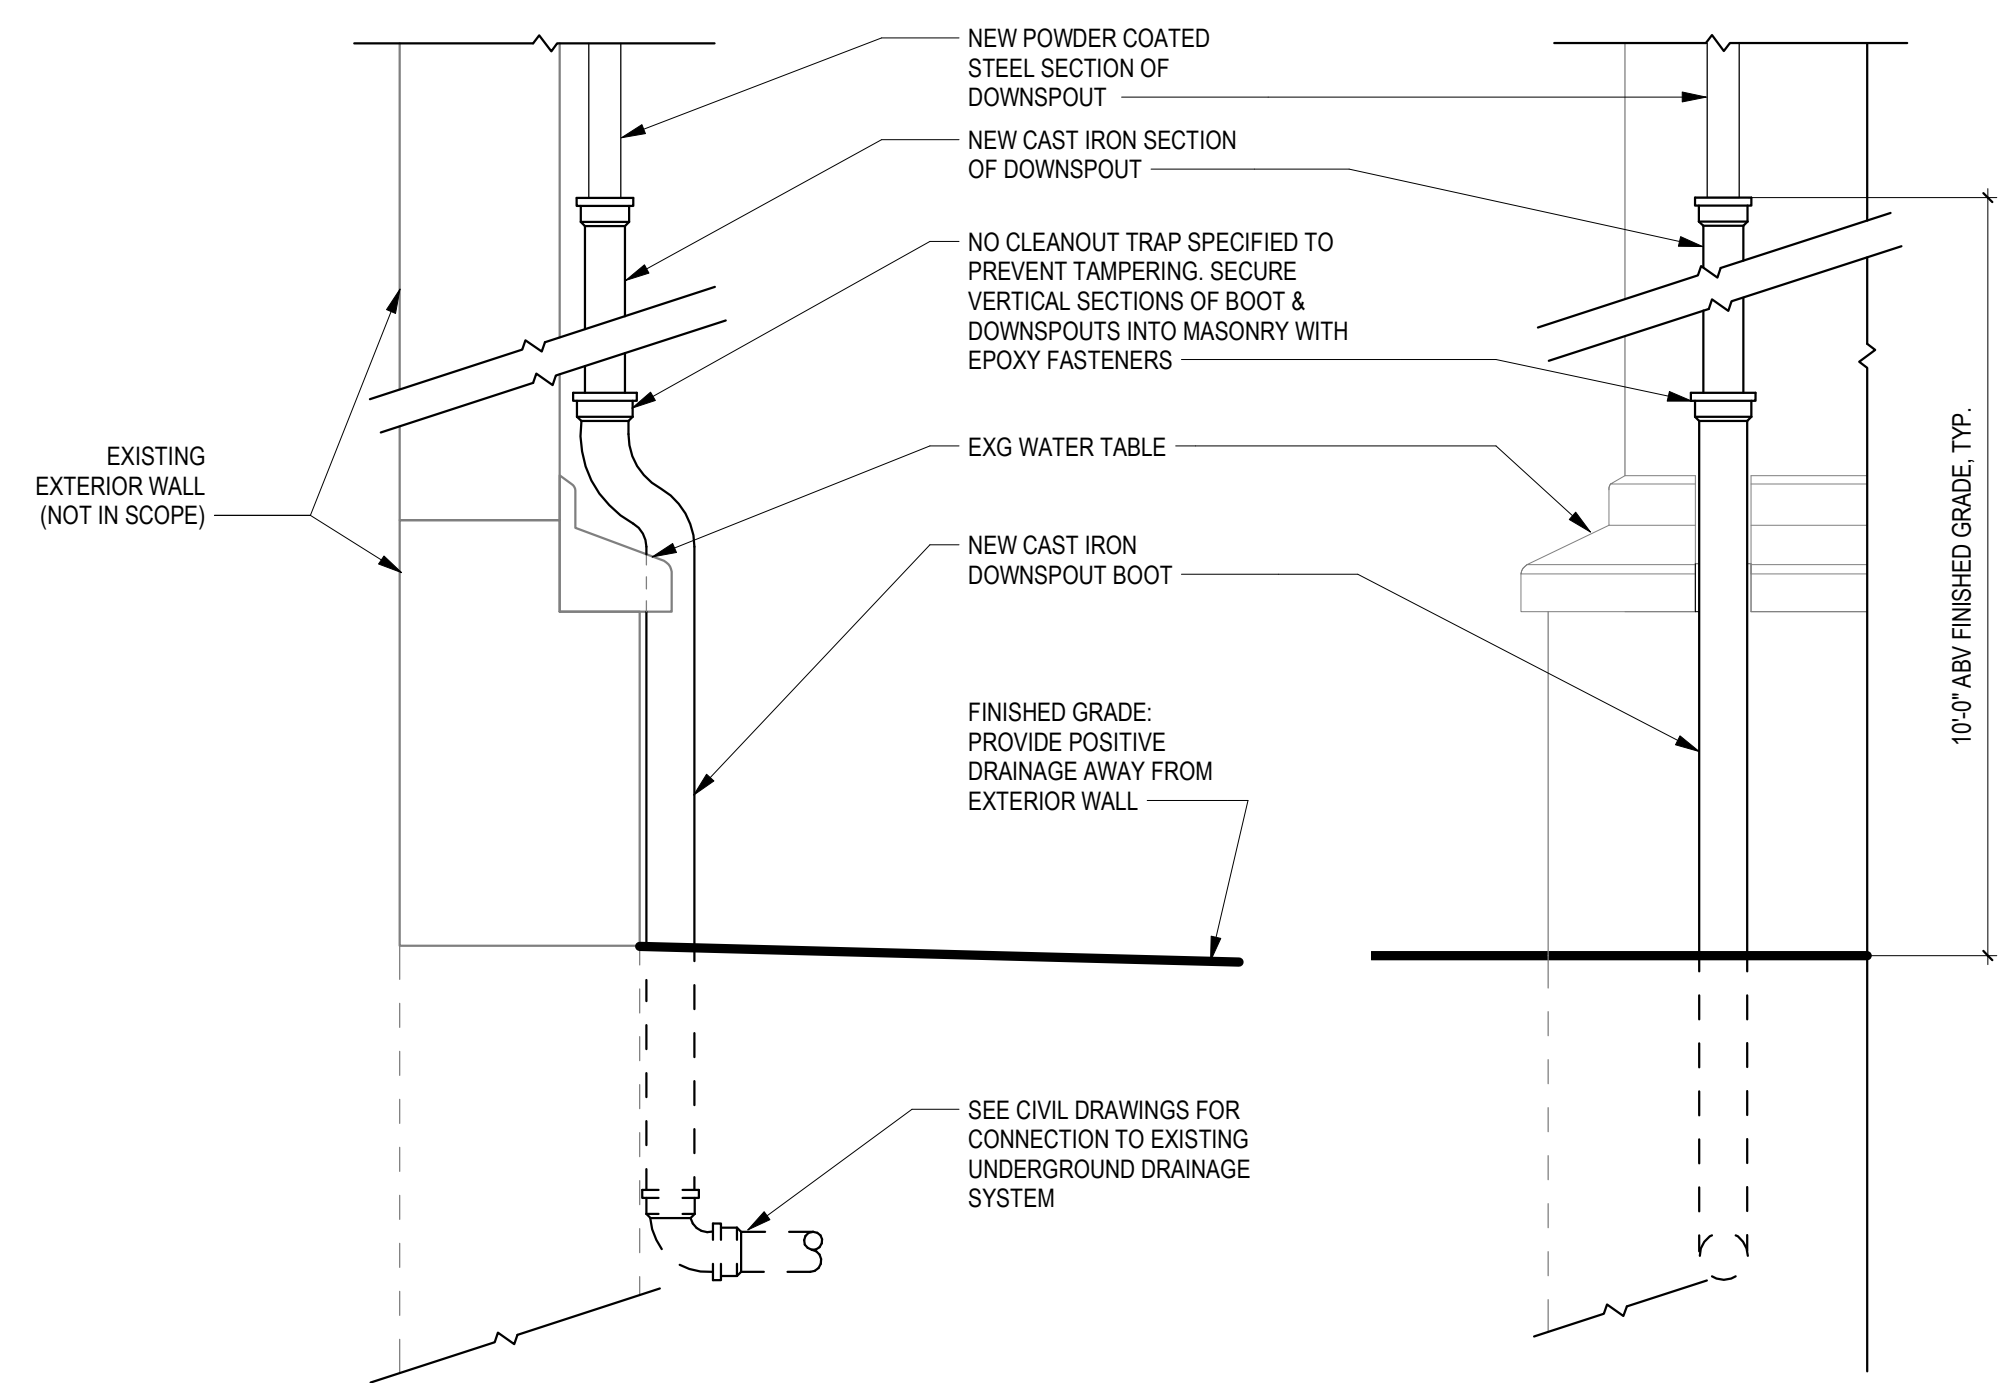 NEW POWDER COATED
STEEL SECTION OF
DOWNSPOUT
NEW CAST IRON SECTION
OF DOWNSPOUT
NO CLEANOUT TRAP SPECIFIED TO
PREVENT TAMPERING. SECURE
VERTICAL SECTIONS OF BOOT &
DOWNSPOUTS INTO MASONRY WITH
EPOXY FASTENERS
EXISTING
EXTERIOR WALL
(NOT IN SCOPE)
EXG WATER TABLE
NEW CAST IRON
DOWNSPOUT BOOT
10'-0" ABV FINISHED GRADE, TYP.
FINISHED GRADE:
PROVIDE POSITIVE
DRAINAGE AWAY FROM
EXTERIOR WALL
SEE CIVIL DRAWINGS FOR
CONNECTION TO EXISTING
UNDERGROUND DRAINAGE
SYSTEM